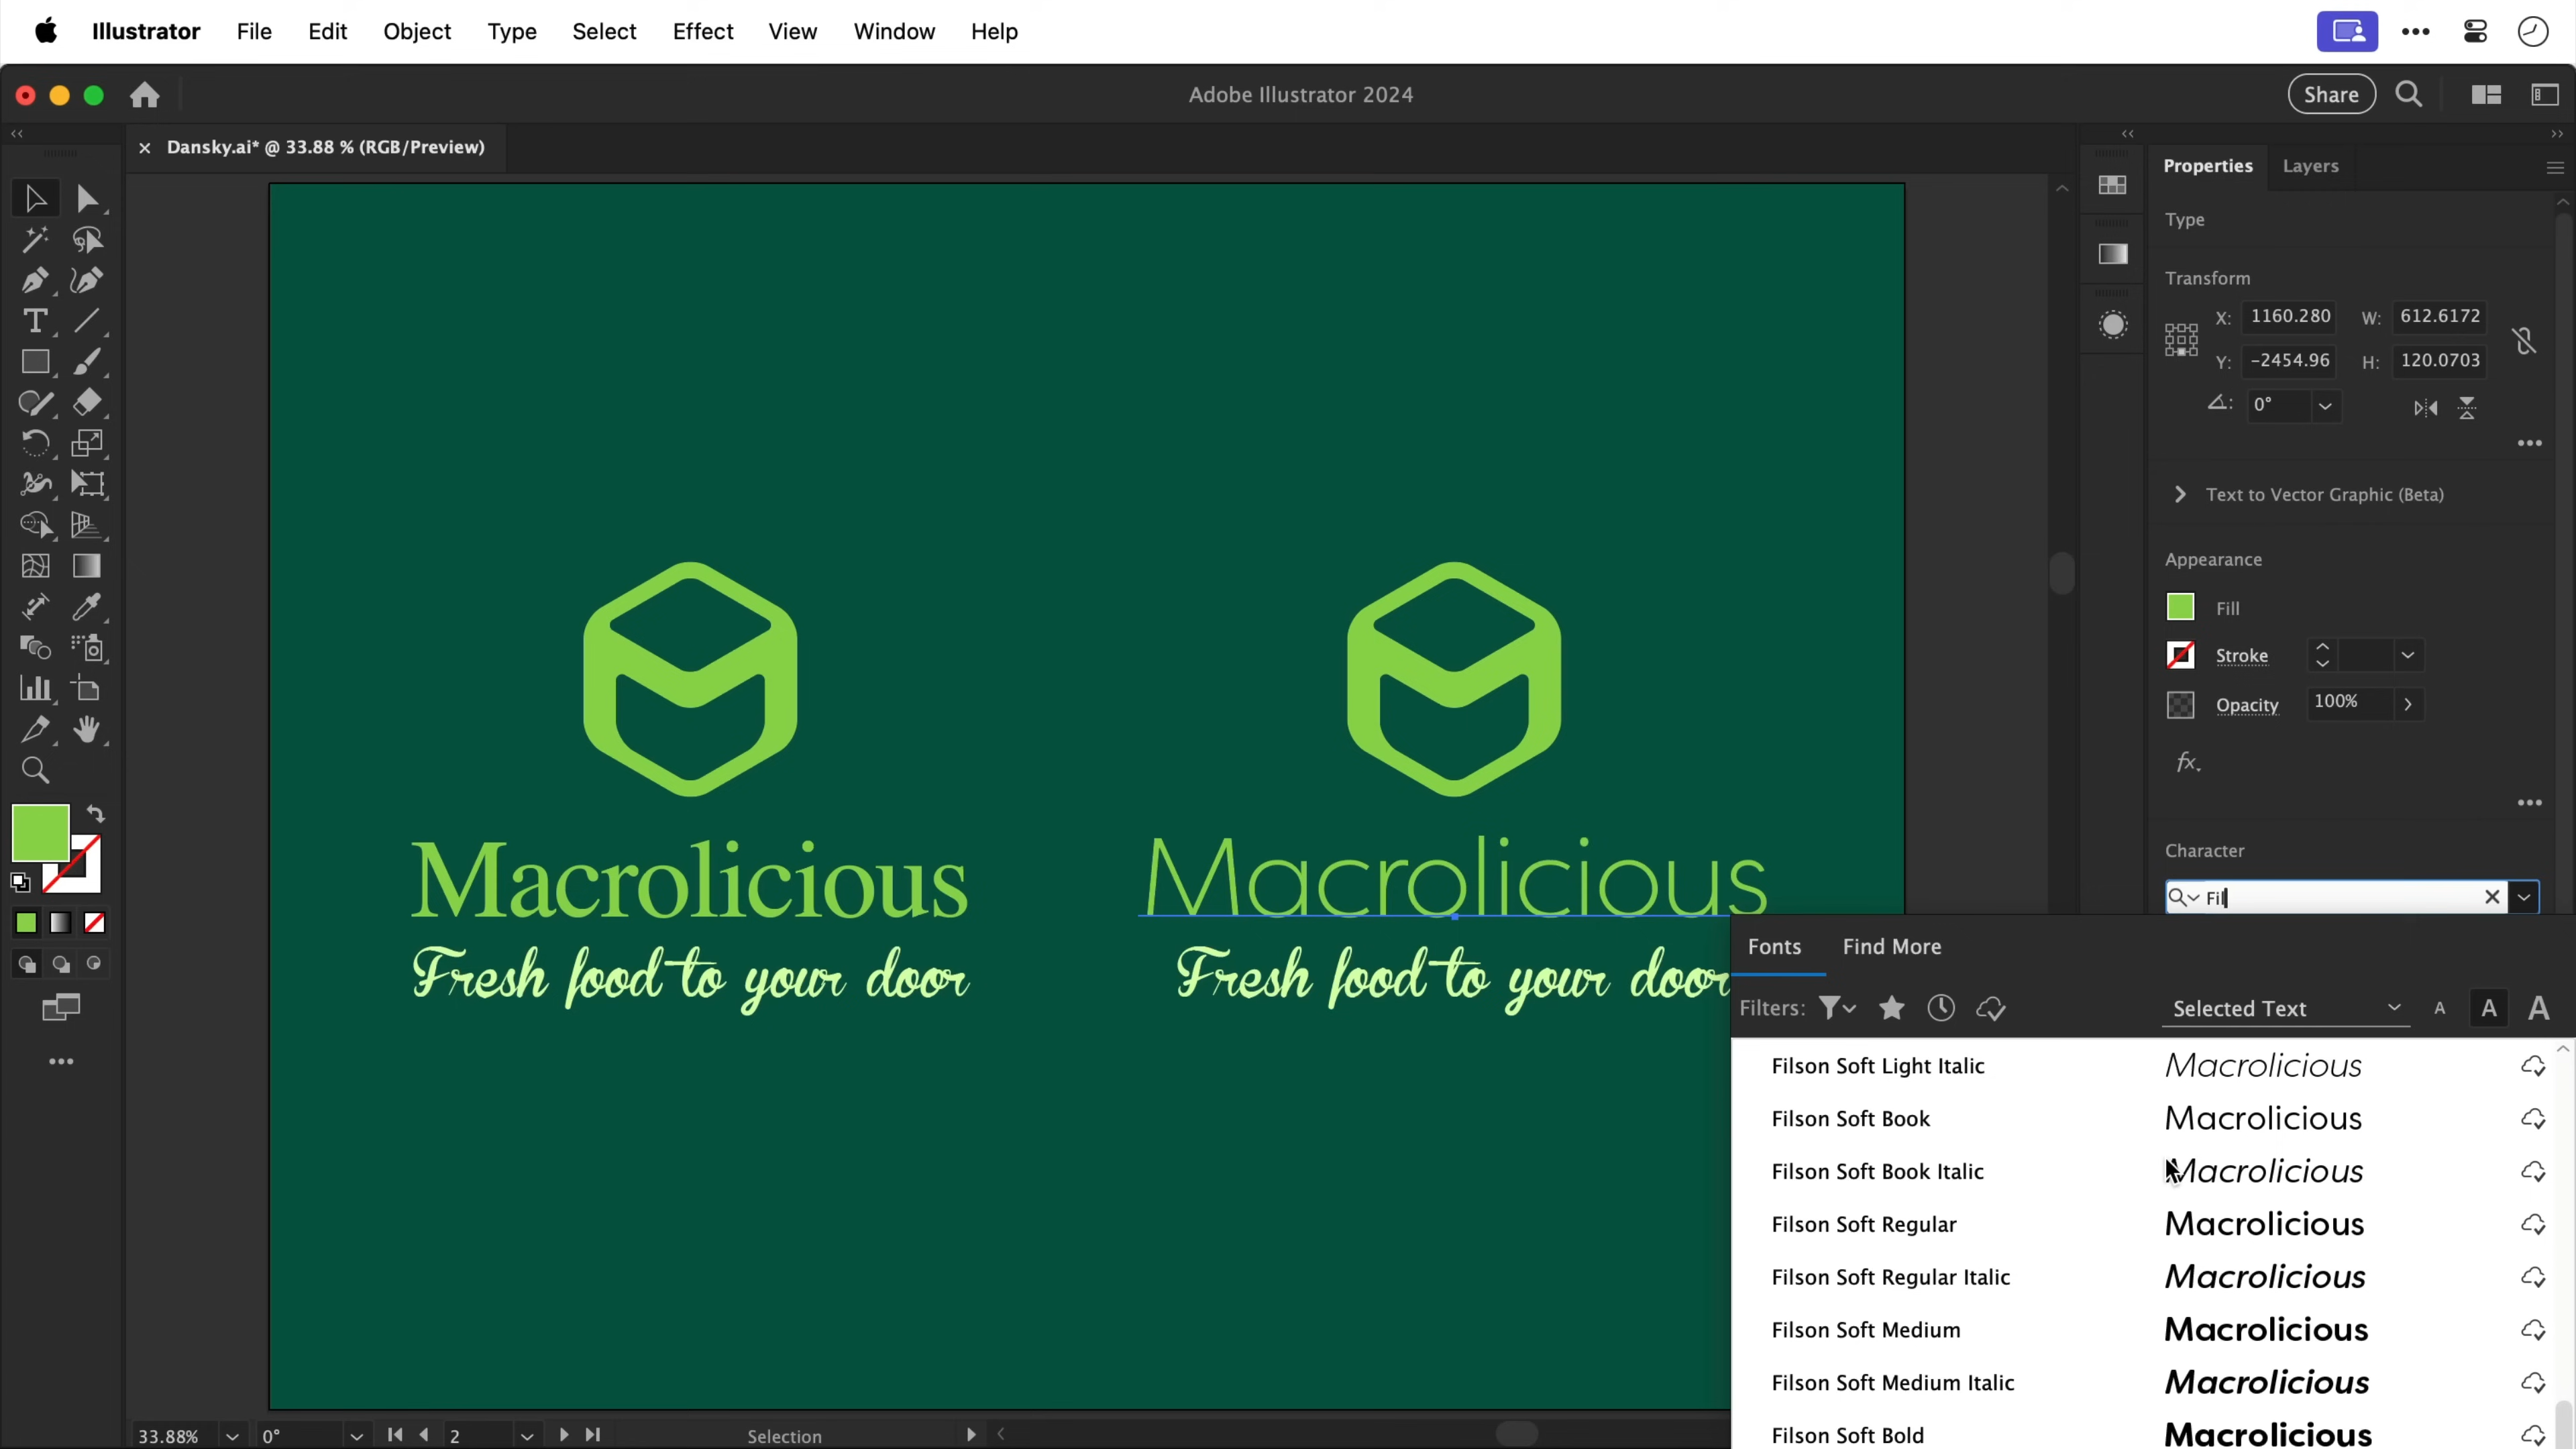 Illustrator File Edit Object Type Select Effect View Window Help
Adobe Illustrator 2024
Share
Dansky.ai* @ 33.88 % (RGB/Preview)
Properties Layers
Type
Transform
X: 1160.280 W: 612.6172
Y: -2454.96 H: 120.0703
0°
Text to Vector Graphic (Beta)
Appearance
Fill
Stroke
Opacity 100%
fx
Character
Fil
Macrolicious
Fresh food to your door
Macrolicious
Fresh food to your door
Fonts Find More
Filters: Selected Text A A A
Filson Soft Light Italic Macrolicious
Filson Soft Book Macrolicious
Filson Soft Book Italic Macrolicious
Filson Soft Regular Macrolicious
Filson Soft Regular Italic Macrolicious
Filson Soft Medium Macrolicious
Filson Soft Medium Italic Macrolicious
Filson Soft Bold Macrolicious
33.88% 0° 2 Selection